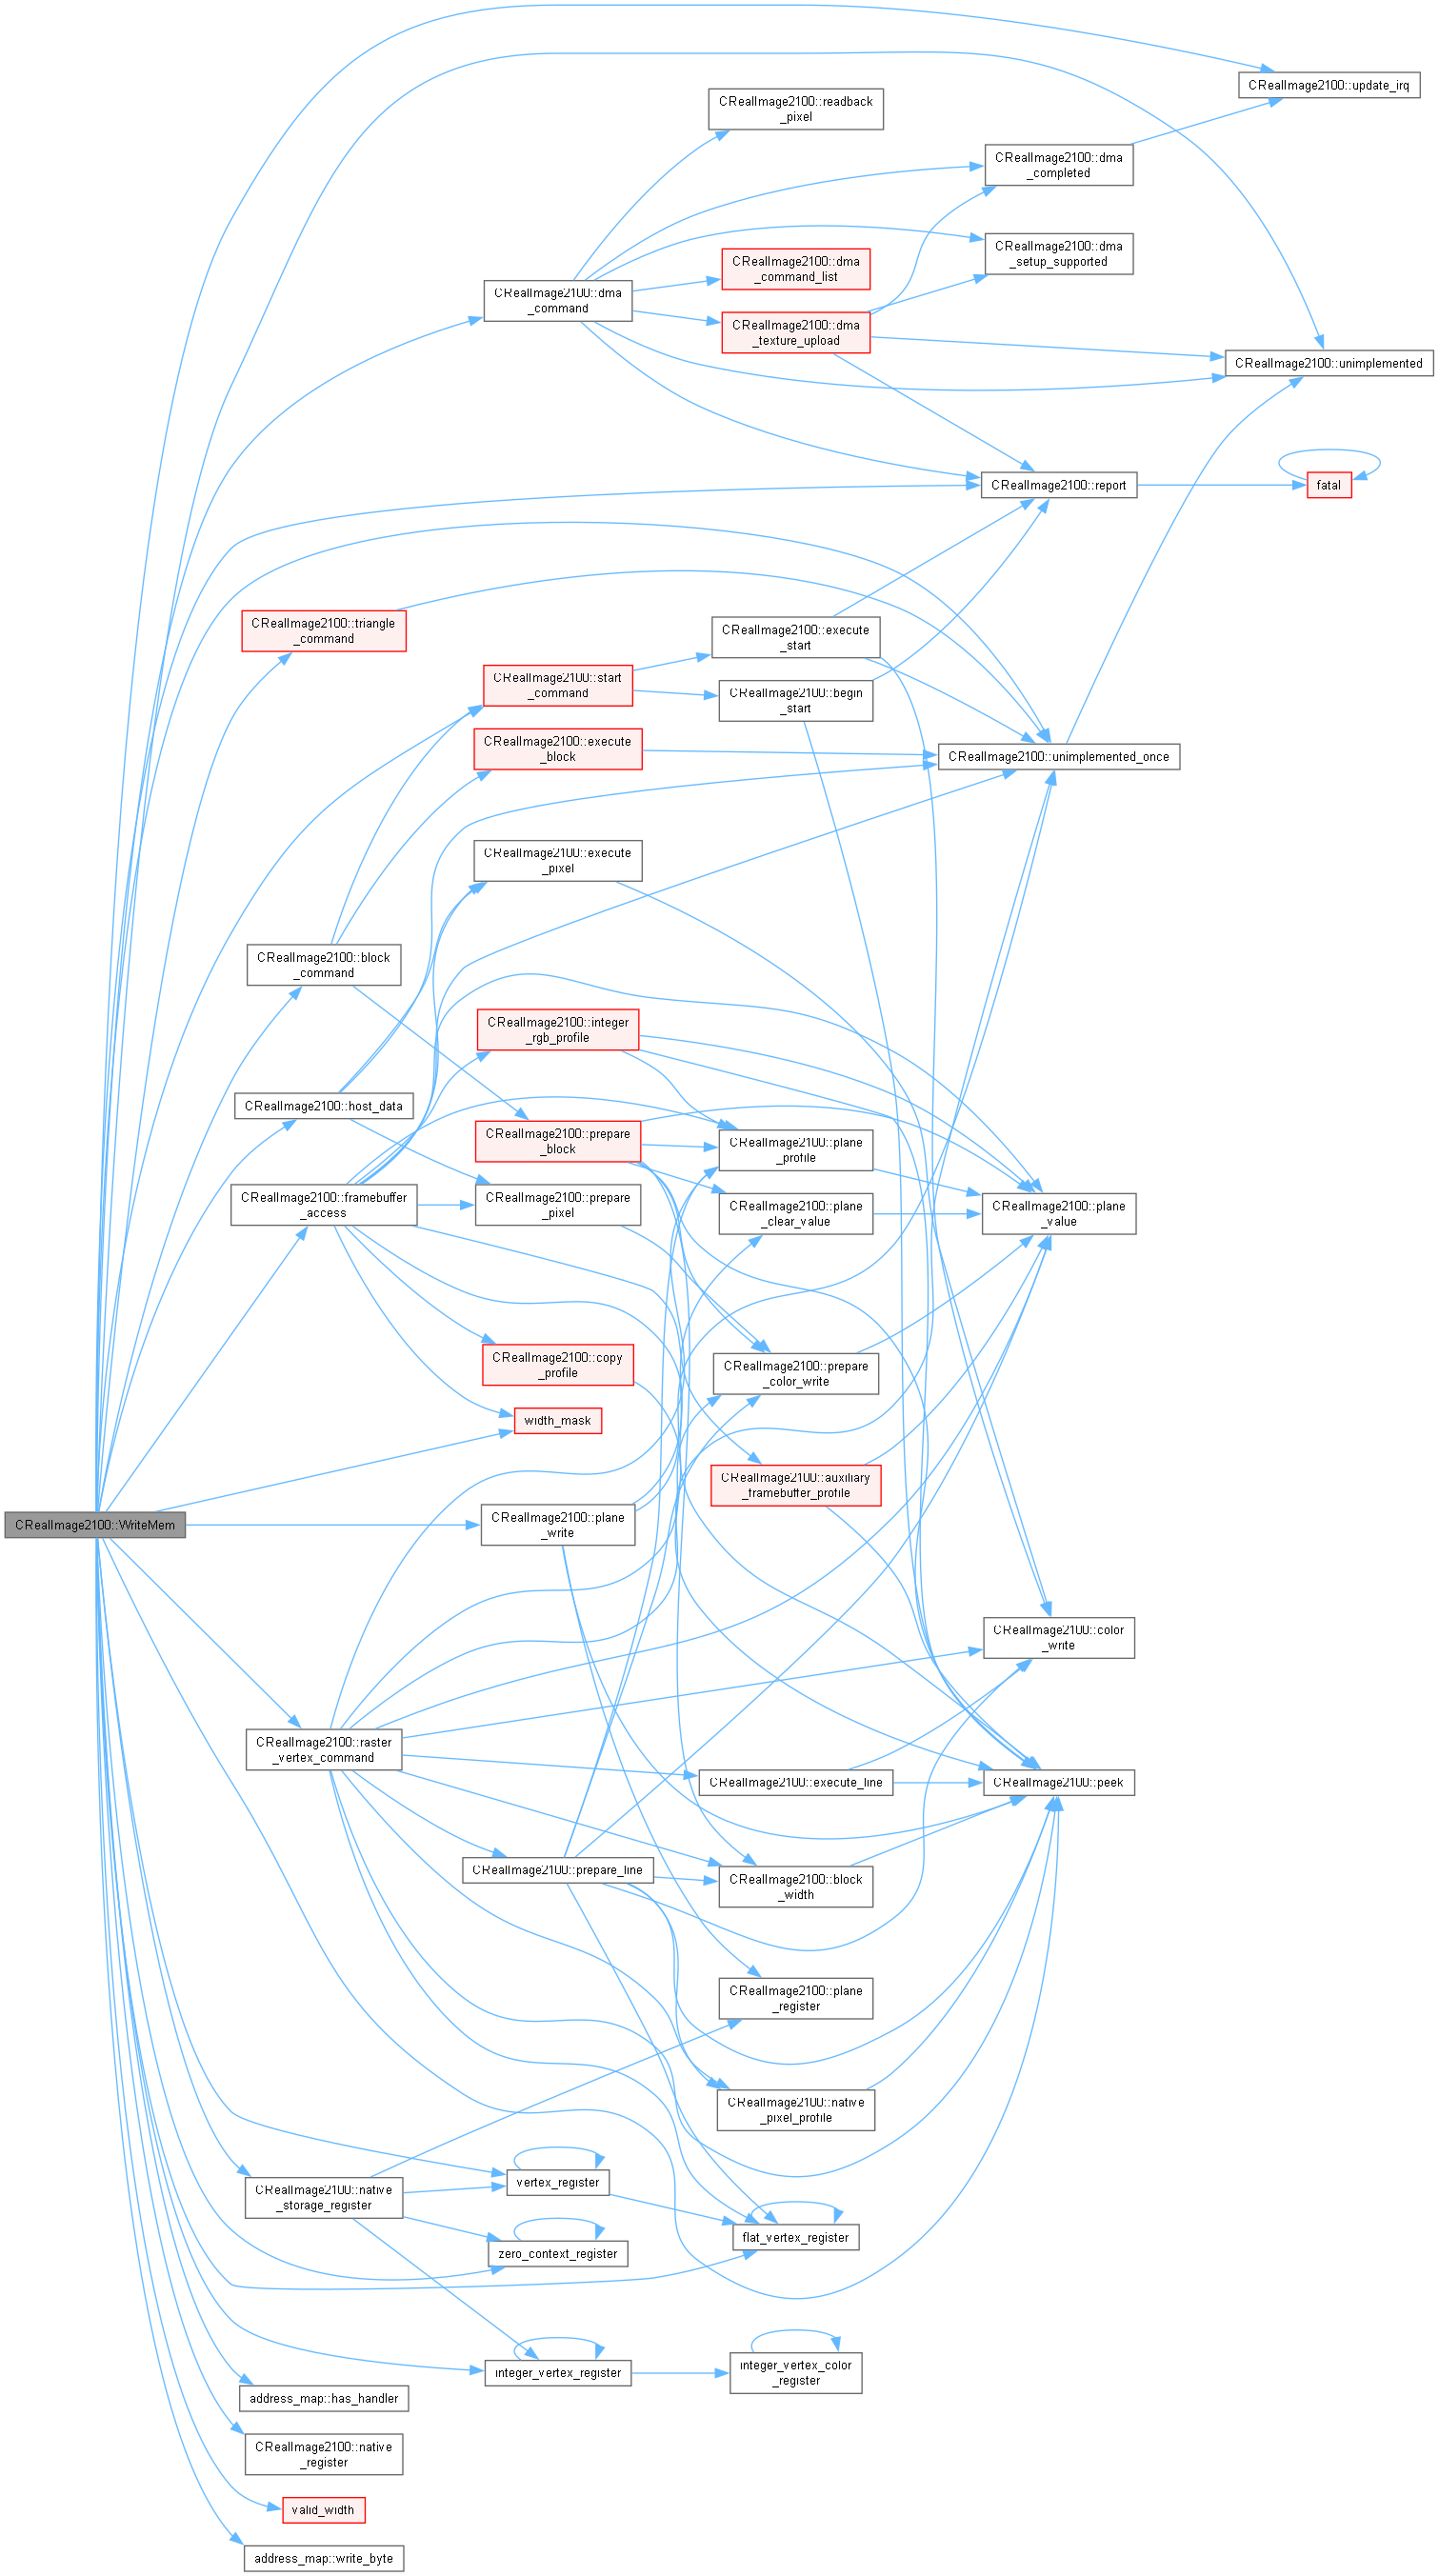 CRealImage2100::update_irq
CRealImage2100::readback
_pixel
CRealImage2100::dma
_completed
CRealImage2100::dma
_setup_supported
CRealImage2100::dma
_command_list
CRealImage2100::dma
_command
CRealImage2100::dma
_texture_upload
CRealImage2100::unimplemented
CRealImage2100::report
fatal
CRealImage2100::triangle
_command
CRealImage2100::execute
_start
CRealImage2100::start
_command
CRealImage2100::begin
_start
CRealImage2100::execute
_block
CRealImage2100::unimplemented_once
CRealImage2100::execute
_pixel
CRealImage2100::block
_command
CRealImage2100::integer
_rgb_profile
CRealImage2100::host_data
CRealImage2100::prepare
_block
CRealImage2100::plane
_profile
CRealImage2100::framebuffer
_access
CRealImage2100::prepare
_pixel
CRealImage2100::plane
_clear_value
CRealImage2100::plane
_value
CRealImage2100::copy
_profile
CRealImage2100::prepare
_color_write
width_mask
CRealImage2100::auxiliary
_framebuffer_profile
CRealImage2100::WriteMem
CRealImage2100::plane
_write
CRealImage2100::color
_write
CRealImage2100::raster
_vertex_command
CRealImage2100::execute_line
CRealImage2100::peek
CRealImage2100::prepare_line
CRealImage2100::block
_width
CRealImage2100::plane
_register
CRealImage2100::native
_pixel_profile
CRealImage2100::native
_storage_register
vertex_register
flat_vertex_register
zero_context_register
integer_vertex_register
integer_vertex_color
_register
address_map::has_handler
CRealImage2100::native
_register
valid_width
address_map::write_byte